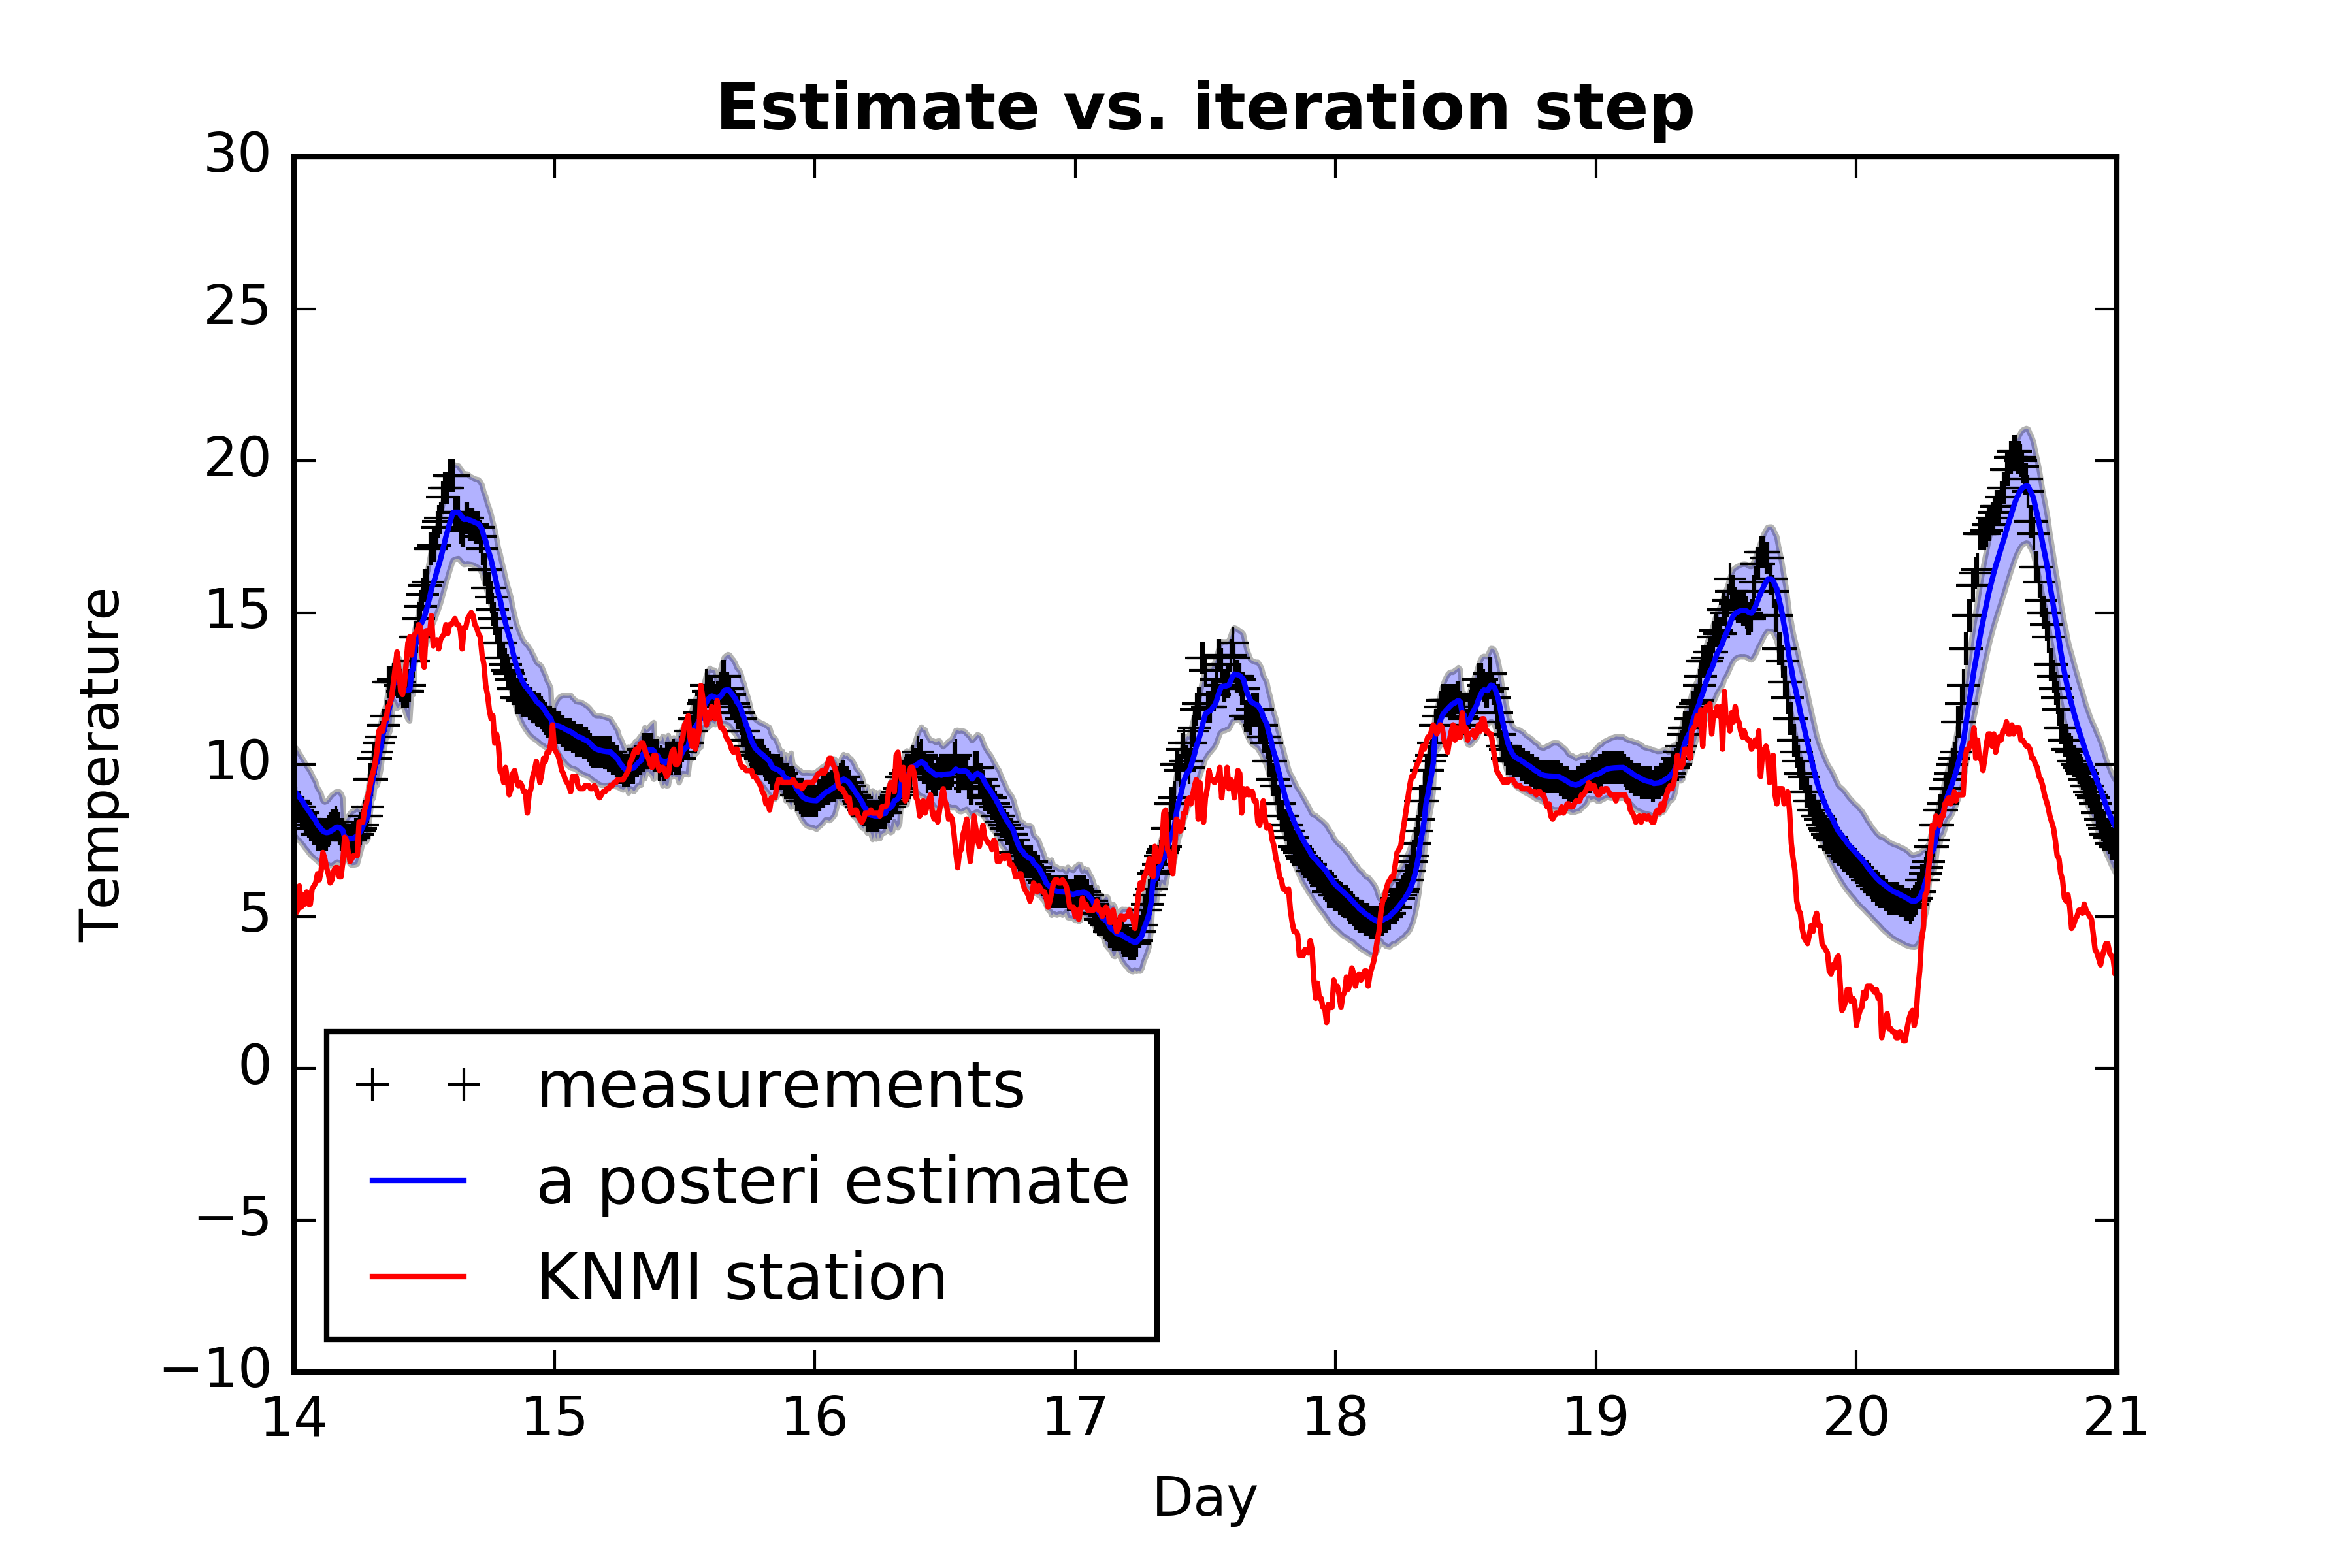 Estimate vs. iteration step
30
25
20
15
10
5
0
−5
−10
Temperature
measurements
a posteri estimate
KNMI station
14 15 16 17 18 19 20 21
Day